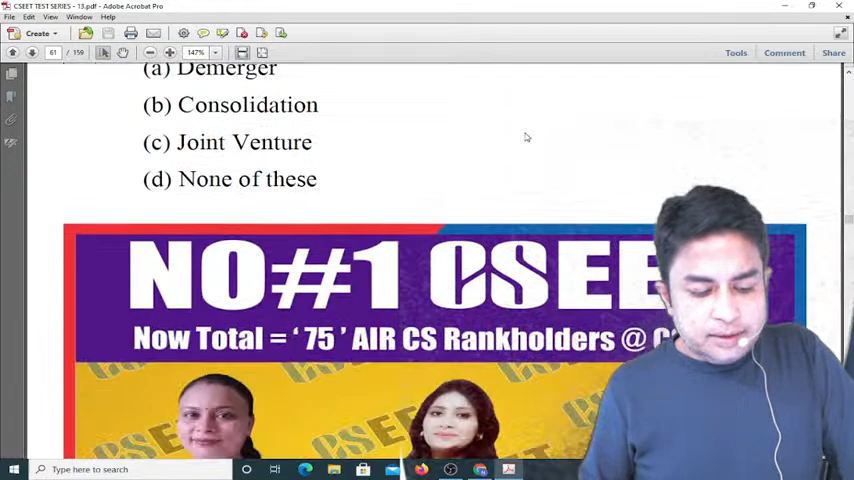 CSEET TEST SERIES - 13.pdf - Adobe Acrobat Pro
File Edit View Window Help
Create
61 / 159
147%
Tools Comment Share
(a) Demerger
(b) Consolidation
(c) Joint Venture
(d) None of these
NO#1 CSEE
Now Total = ‘ 75 ’ AIR CS Rankholders @
CSEET
Type here to search